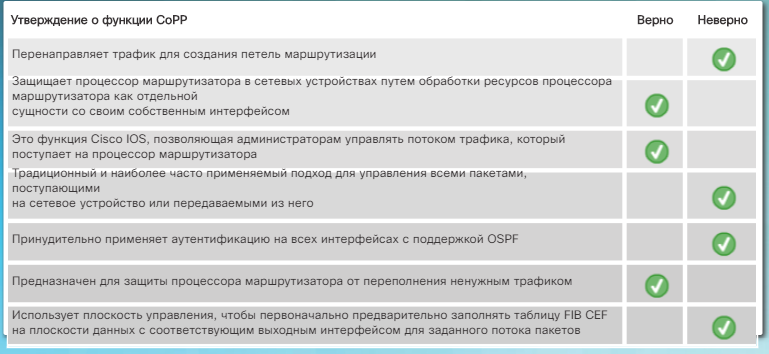 Утверждение о функции CoPP Верно Неверно
Перенаправляет трафик для создания петель маршрутизации
Защищает процессор маршрутизатора в сетевых устройствах путем обработки ресурсов процессора
маршрутизатора как отдельной
сущности со своим собственным интерфейсом
Это функция Cisco IOS, позволяющая администраторам управлять потоком трафика, который
поступает на процессор маршрутизатора
Традиционный и наиболее часто применяемый подход для управления всеми пакетами,
поступающими
на сетевое устройство или передаваемыми из него
Принудительно применяет аутентификацию на всех интерфейсах с поддержкой OSPF
Предназначен для защиты процессора маршрутизатора от переполнения ненужным трафиком
Использует плоскость управления, чтобы первоначально предварительно заполнять таблицу FIB CEF
на плоскости данных с соответствующим выходным интерфейсом для заданного потока пакетов